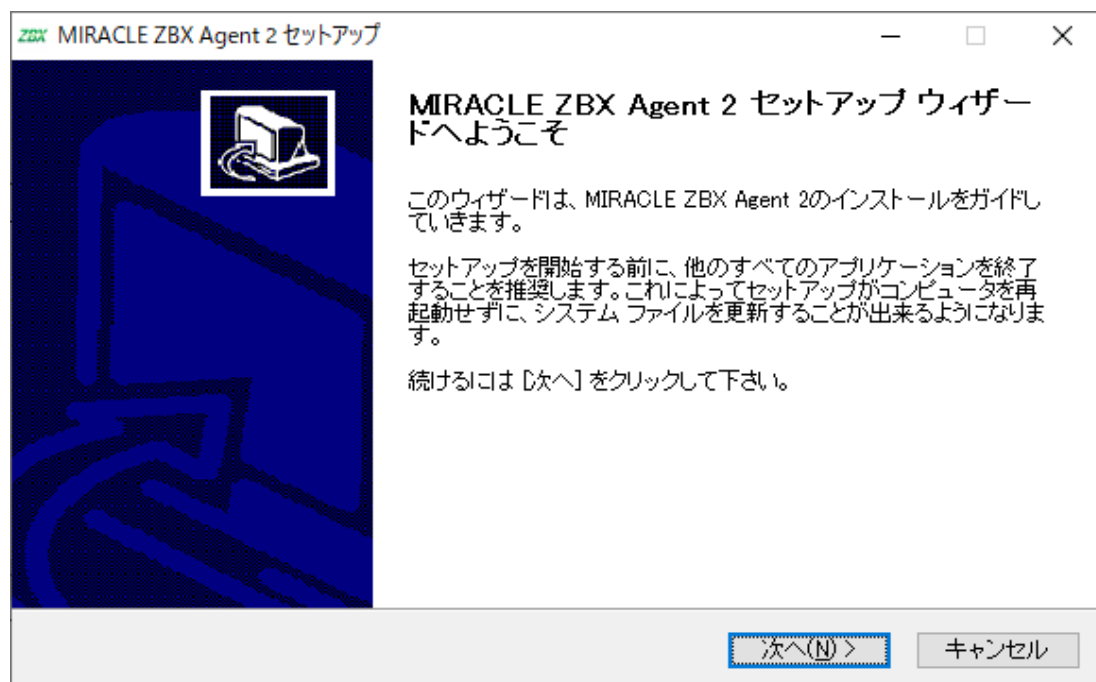 ZBX MIRACLE ZBX Agent 2 セットアップ
MIRACLE ZBX Agent 2 セットアップ ウィザー
ドへようこそ
このウィザードは、MIRACLE ZBX Agent 2のインストールをガイドし
ていきます。
セットアップを開始する前に、他のすべてのアプリケーションを終了
することを推奨します。これによってセットアップがコンピュータを再
起動せずに、システム ファイルを更新することが出来るようになりま
す。
続けるには [次へ] をクリックして下さい。
次へ(N) >
キャンセル